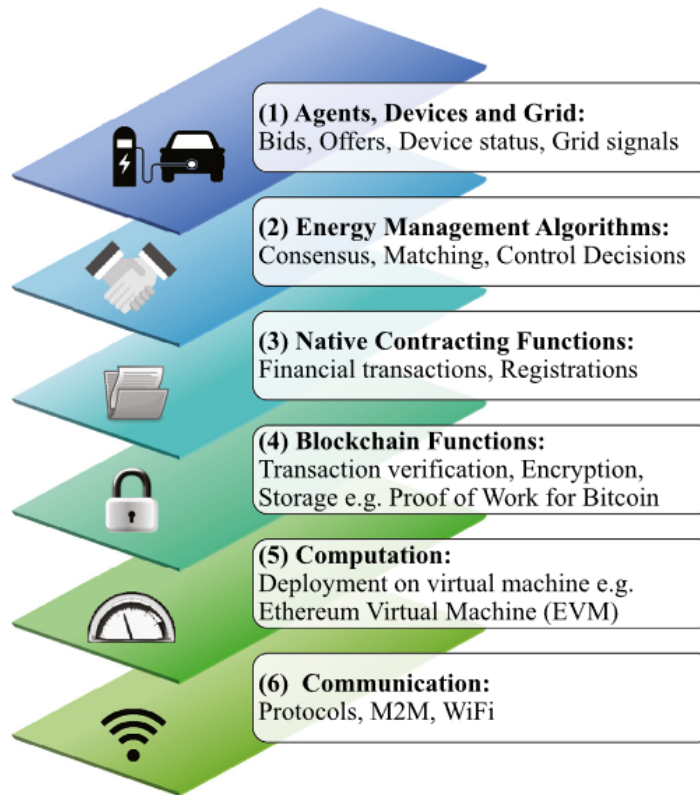 (1) Agents, Devices and Grid:
Bids, Offers, Device status, Grid signals
(2) Energy Management Algorithms:
Consensus, Matching, Control Decisions
(3) Native Contracting Functions:
Financial transactions, Registrations
(4) Blockchain Functions:
Transaction verification, Encryption,
Storage e.g. Proof of Work for Bitcoin
(5) Computation:
Deployment on virtual machine e.g.
Ethereum Virtual Machine (EVM)
(6) Communication:
Protocols, M2M, WiFi